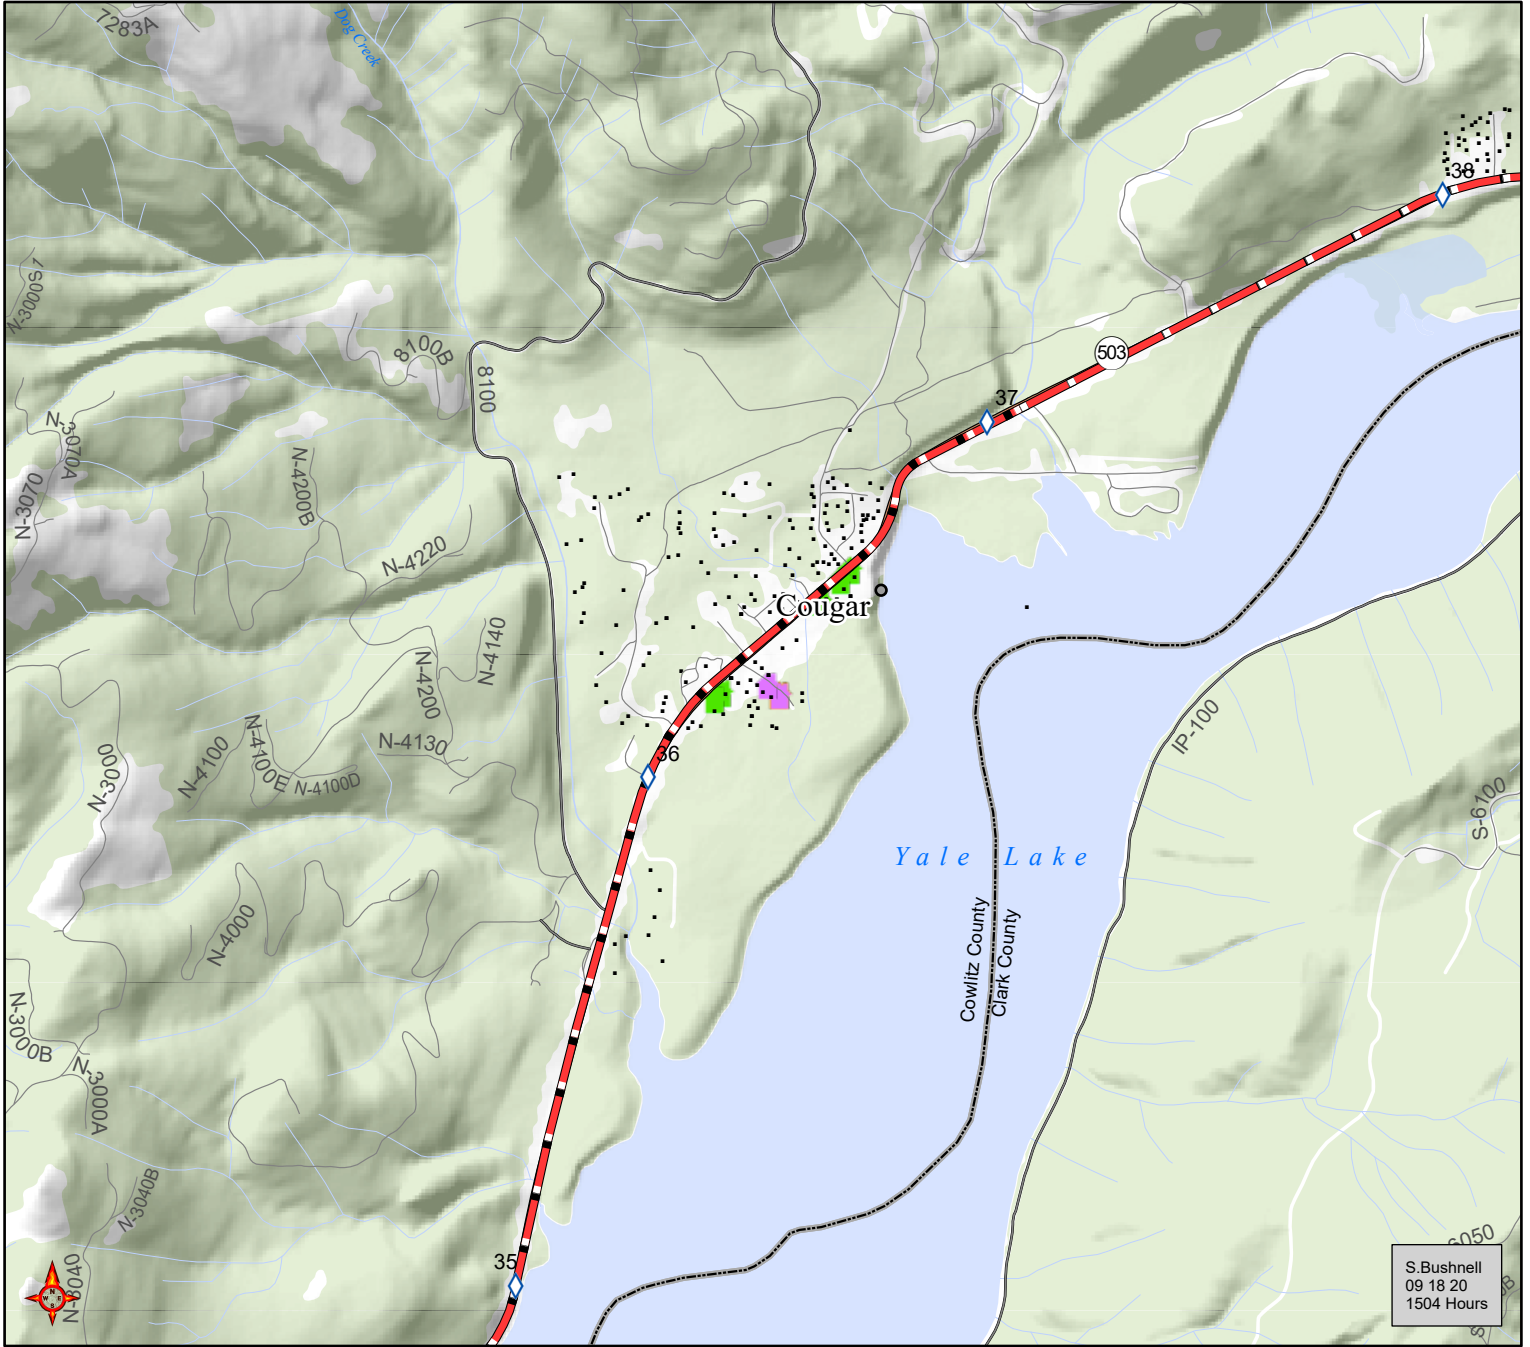 7283A
Dog Creek
38
N-3000S1
8100B
503
8100
37
N-3070A
N-4200B
N-3070
N-4220
Cougar
N-4140
N-4200
IP-100
N-4100
N-4100E
N-4130
36
N-3000
N-4100D
S-6100
Yale Lake
N-4000
Cowlitz County
Clark County
N-3000B
N-3000A
N-3040B
6050
35
N-3040
N
W E
S
S.Bushnell
09 18 20
1504 Hours